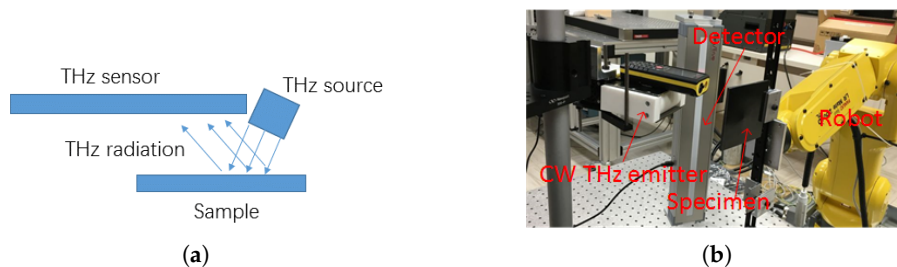 THz sensor
THz source
THz radiation
Sample
(a)
Detector
Robot
CW THz emitter
Specimen
(b)